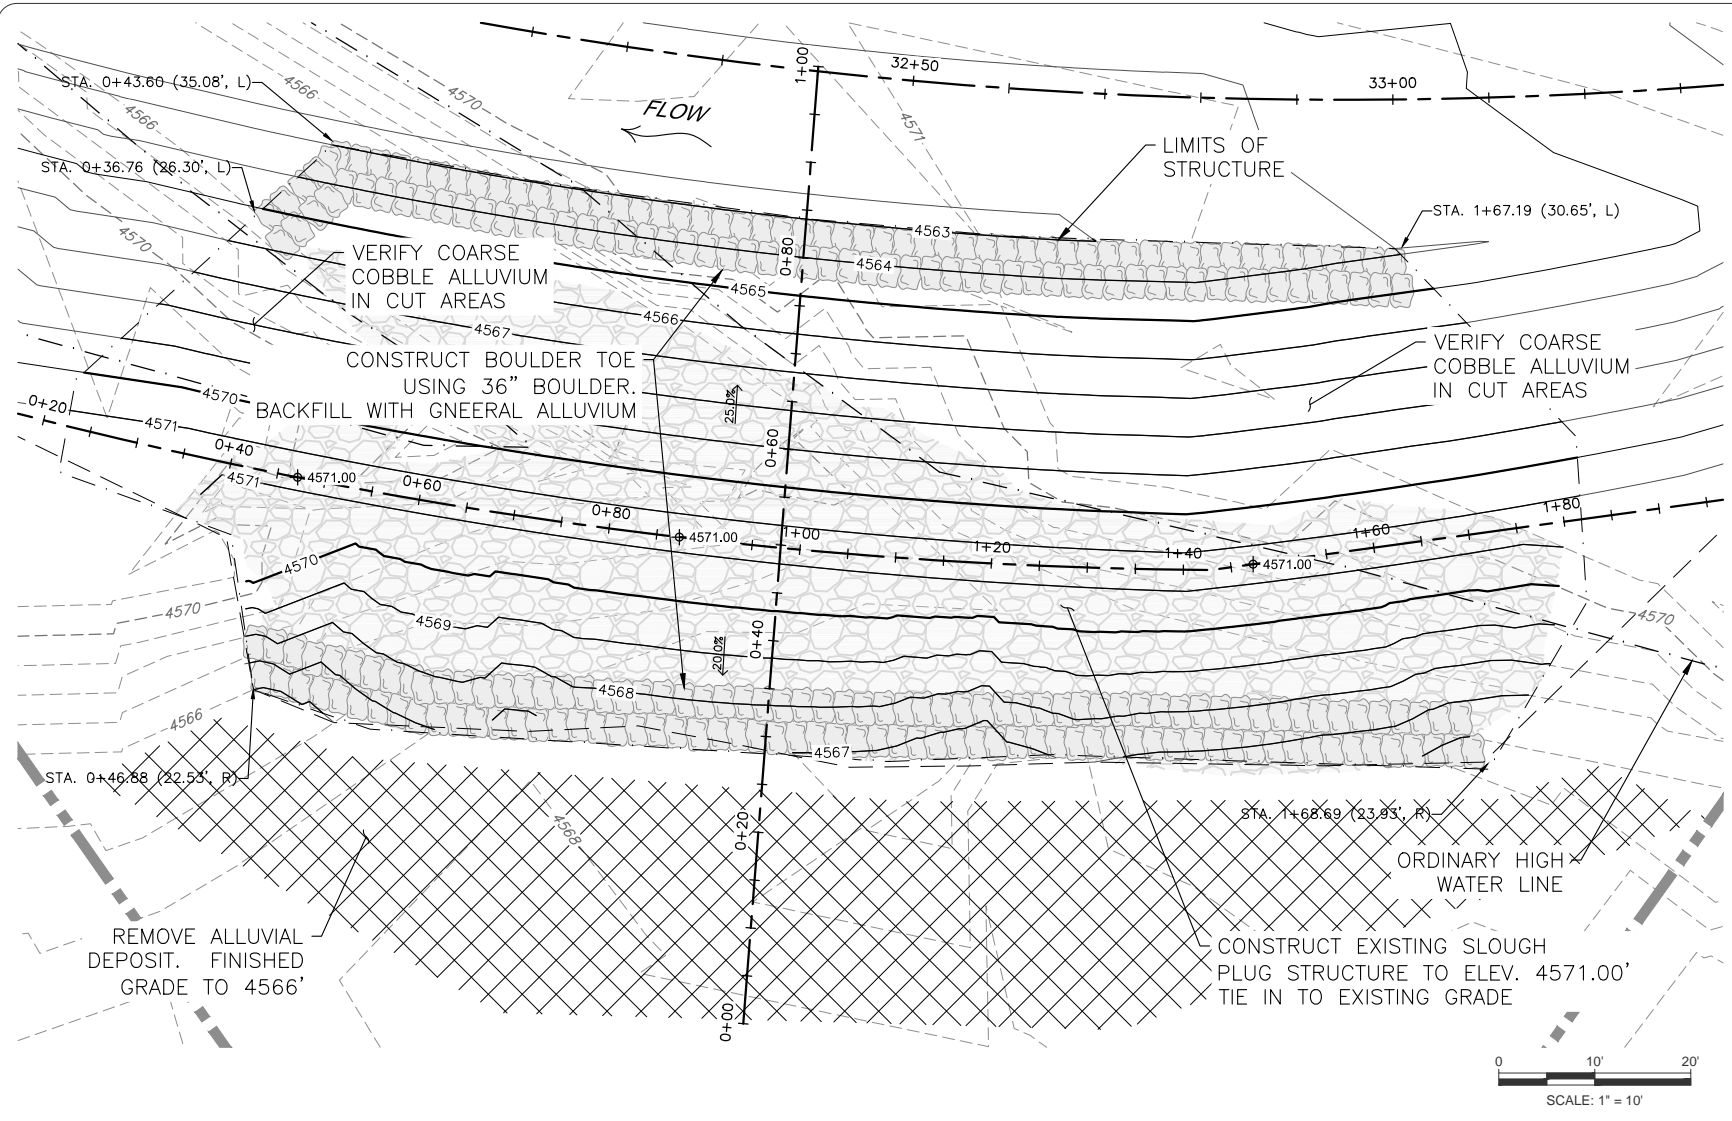 1+00
32+50
33+00
STA. 0+43.60 (35.08', L)
4566
4570
4566
FLOW
4571
LIMITS OF
STRUCTURE
STA. 0+36.76 (26.30', L)
STA. 1+67.19 (30.65', L)
4570
4563
VERIFY COARSE
COBBLE ALLUVIUM
IN CUT AREAS
0+80
4564
4565
4566
4567
VERIFY COARSE
COBBLE ALLUVIUM
IN CUT AREAS
CONSTRUCT BOULDER TOE
USING 36" BOULDER.
BACKFILL WITH GNEERAL ALLUVIUM
25.0%
4570
0+20
4571
0+40
0+60
4571
4571.00
0+60
0+80
4571.00
1+00
1+20
1+40
4571.00
1+60
1+80
4570
4570
4569
0+40
20.0%
4570
4568
4566
4567
STA. 0+46.88 (22.53', R)
STA. 1+68.69 (23.93', R)
4568
0+20
ORDINARY HIGH
WATER LINE
REMOVE ALLUVIAL
DEPOSIT. FINISHED
GRADE TO 4566'
CONSTRUCT EXISTING SLOUGH
PLUG STRUCTURE TO ELEV. 4571.00'
TIE IN TO EXISTING GRADE
0+00
0 10' 20'
SCALE: 1" = 10'